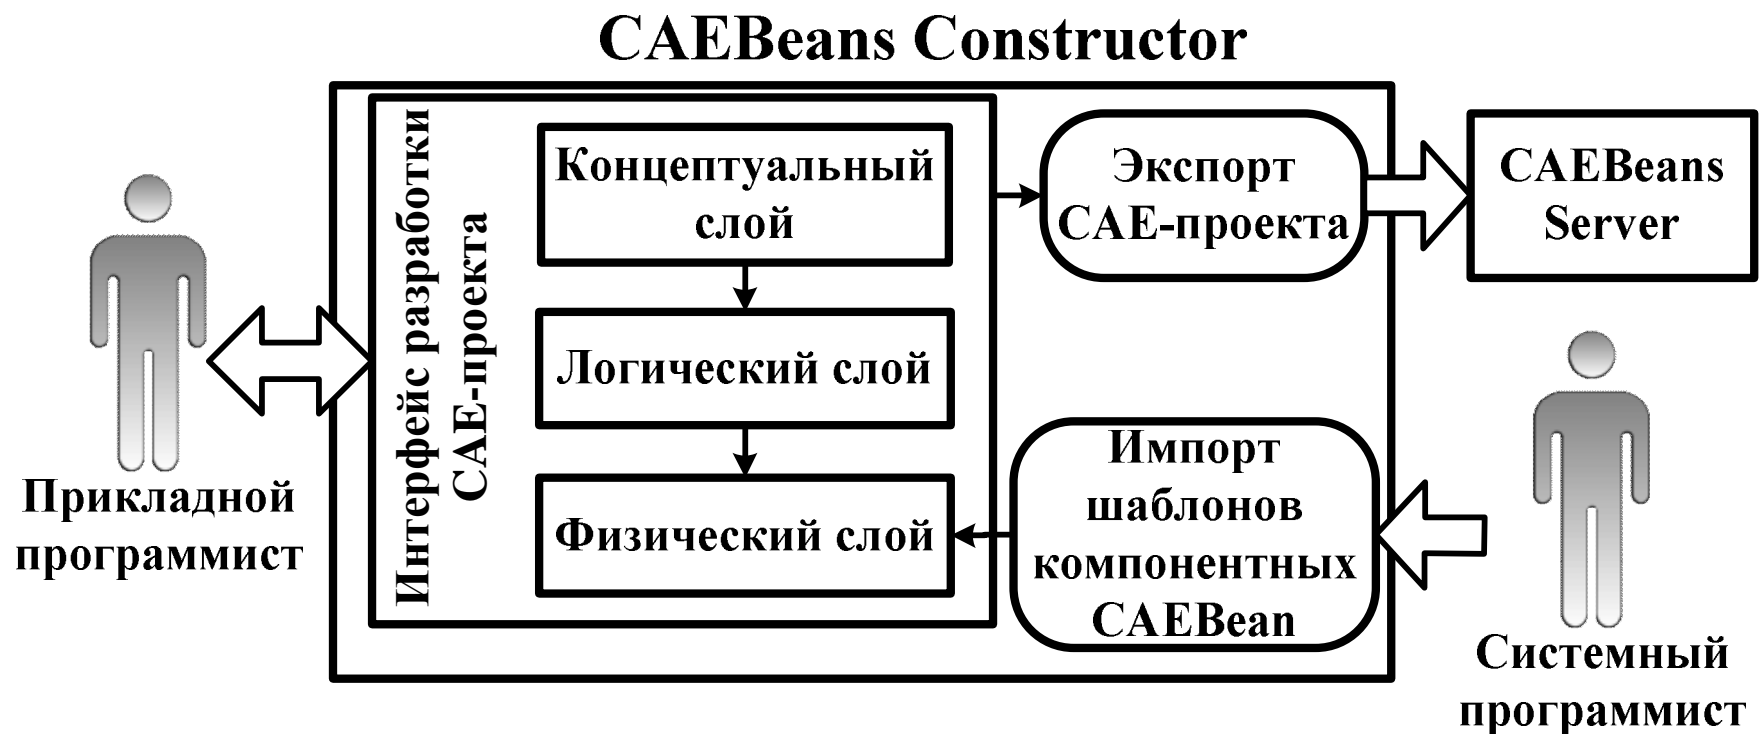 CAEBeans Constructor
Прикладной
программист
Интерфейс разработки
CAE-проекта
Концептуальный
слой
Логический слой
Физический слой
Экспорт
CAE-проекта
CAEBeans
Server
Импорт
шаблонов
компонентных
CAEBean
Системный
программист